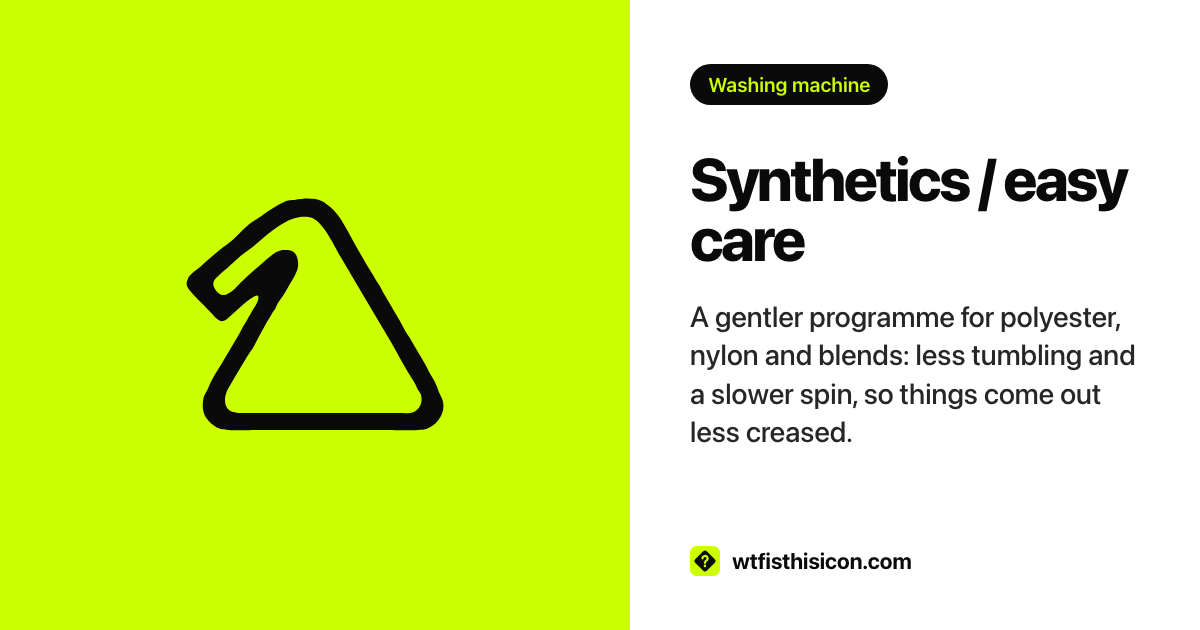 Washing machine
Synthetics / easy
care
A gentler programme for polyester,
nylon and blends: less tumbling and
a slower spin, so things come out
less creased.
?
wtfisthisicon.com